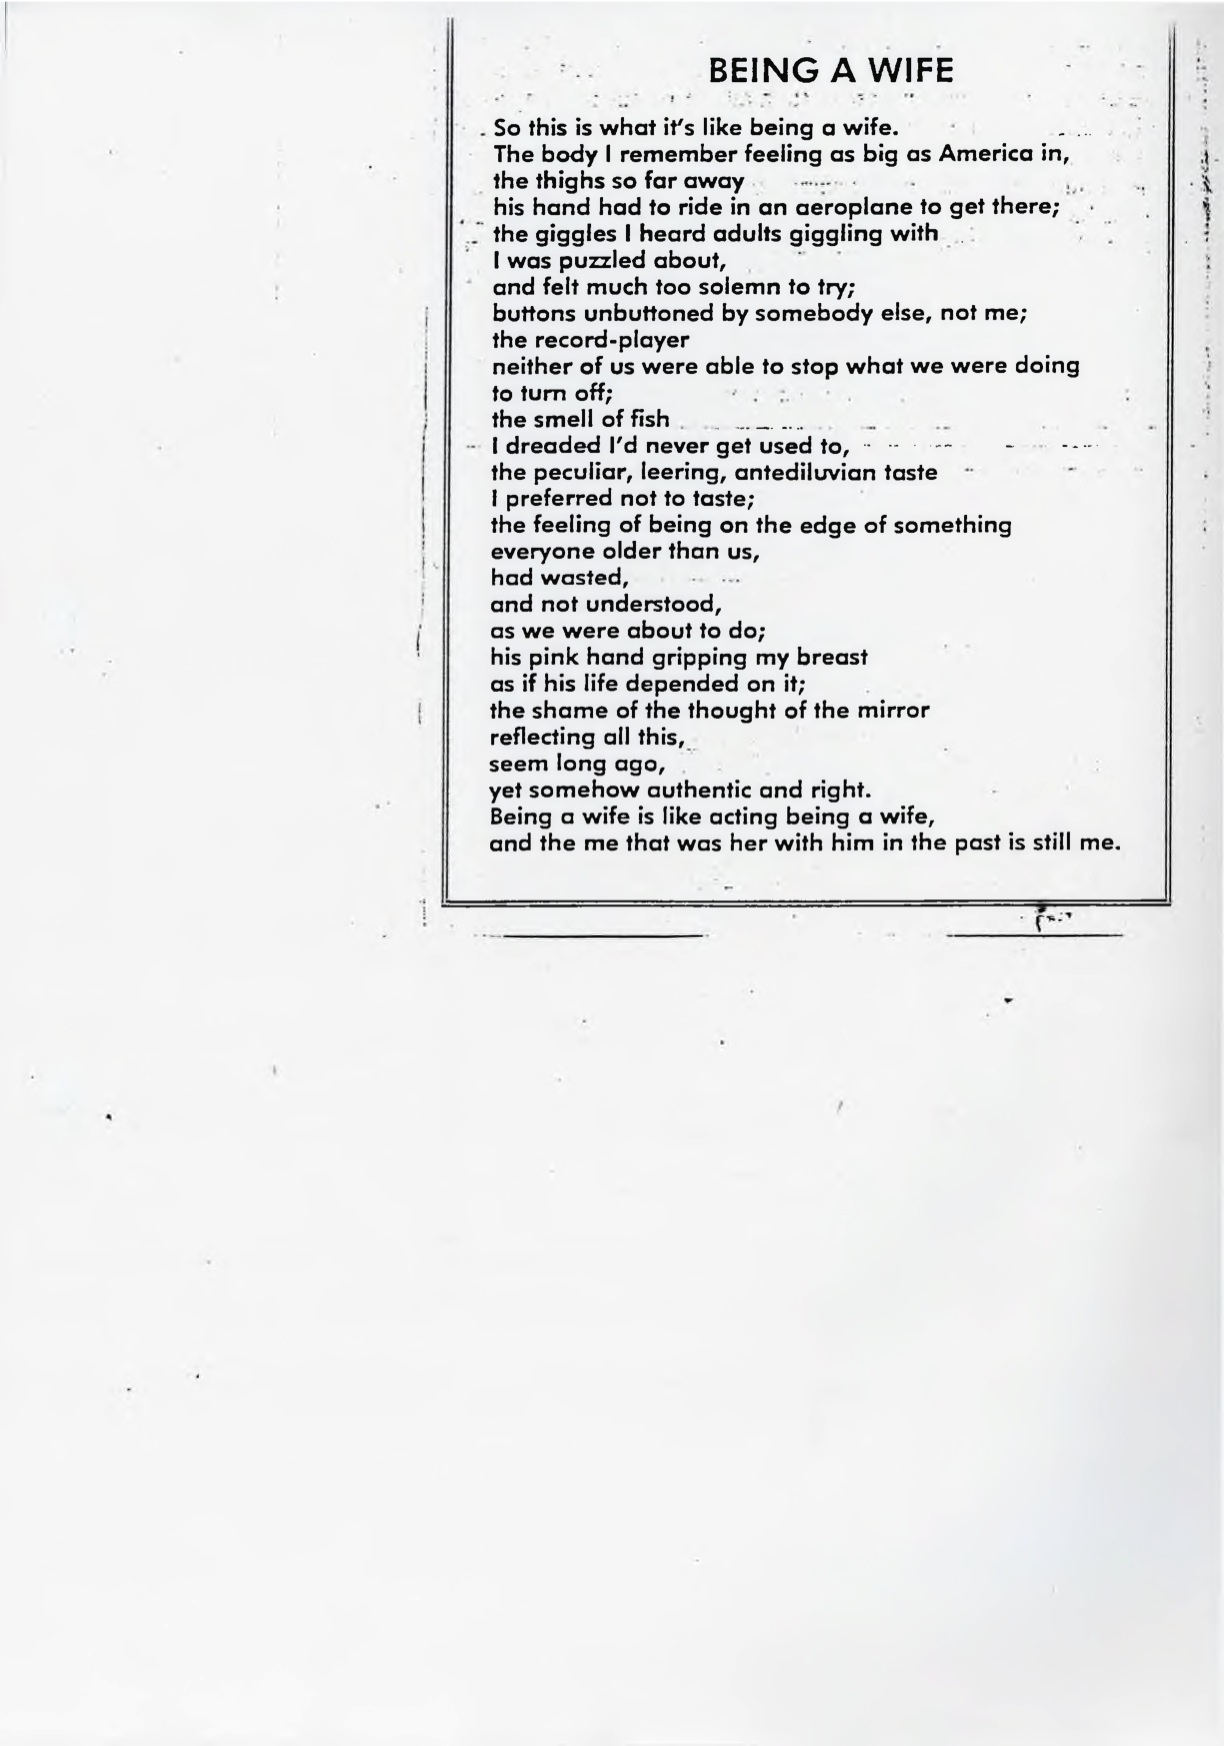 BEING A WIFE
So this is what it's like being a wife.
The body I remember feeling as big as America in,
the thighs so far away
his hand had to ride in an aeroplane to get there;
the giggles I heard adults giggling with
I was puzzled about,
and felt much too solemn to try;
buttons unbuttoned by somebody else, not me;
the record-player
neither of us were able to stop what we were doing
to turn off;
the smell of fish
I dreaded I'd never get used to,
the peculiar, leering, antediluvian taste
I preferred not to taste;
the feeling of being on the edge of something
everyone older than us,
had wasted,
and not understood,
as we were about to do;
his pink hand gripping my breast
as if his life depended on it;
the shame of the thought of the mirror
reflecting all this,
seem long ago,
yet somehow authentic and right.
Being a wife is like acting being a wife,
and the me that was her with him in the past is still me.